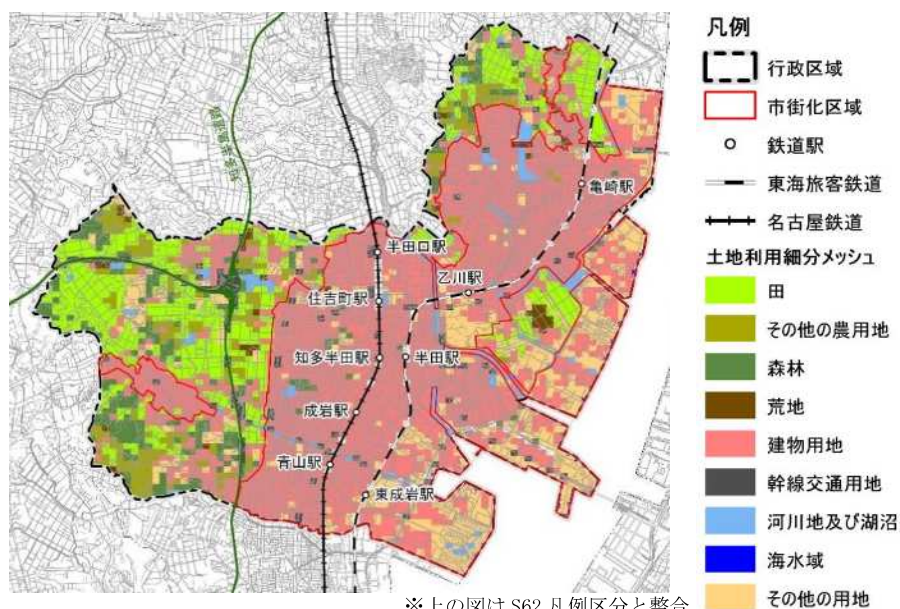 亀崎駅
半田口駅
乙川駅
住吉町駅
知多半田駅
半田駅
成岩駅
青山駅
東成岩駅
凡例
行政区域
市街化区域
鉄道駅
東海旅客鉄道
名古屋鉄道
土地利用細分メッシュ
田
その他の農用地
森林
荒地
建物用地
幹線交通用地
河川地及び湖沼
海水域
その他の用地
※上の図は S62 凡例区分と整合